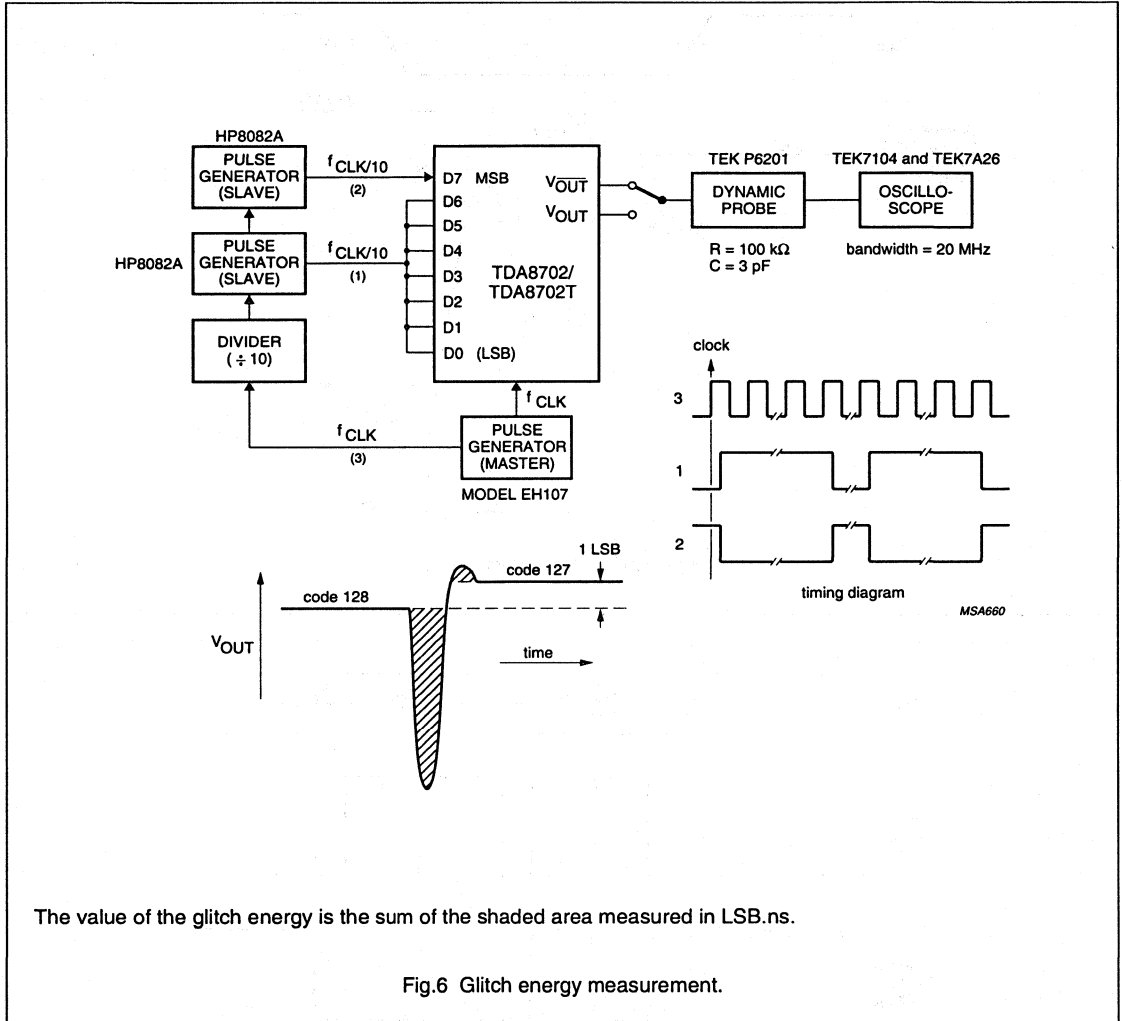 HP8082A
PULSE
GENERATOR
(SLAVE)
f CLK/10
(2)
HP8082A
PULSE
GENERATOR
(SLAVE)
f CLK/10
(1)
DIVIDER
( ÷ 10)
f CLK
(3)
D7 MSB
D6
D5
D4
D3
D2
D1
D0 (LSB)
TDA8702/
TDA8702T
V̅O̅U̅T̅
VOUT
f CLK
PULSE
GENERATOR
(MASTER)
MODEL EH107
TEK P6201
DYNAMIC
PROBE
R = 100 kΩ
C = 3 pF
TEK7104 and TEK7A26
OSCILLO-
SCOPE
bandwidth = 20 MHz
clock
3
1
2
timing diagram
MSA660
VOUT
code 128
code 127
1 LSB
time
The value of the glitch energy is the sum of the shaded area measured in LSB.ns.
Fig.6 Glitch energy measurement.